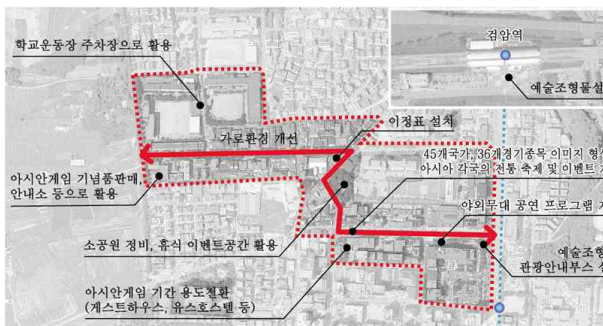 검암역
예술조형물설
학교운동장 주차장으로 활용
이정표 설치
가로환경 개선
45개국가, 36개경기종목 이미지 형상
아시아 각국의 전통 축제 및 이벤트
아시안게임 기념품판매,
안내소 등으로 활용
야외무대 공연 프로그램
소공원 정비, 휴식 이벤트공간 활용
예술조형
관광안내부스
아시안게임 기간 용도전환
(게스트하우스, 유스호스텔 등)